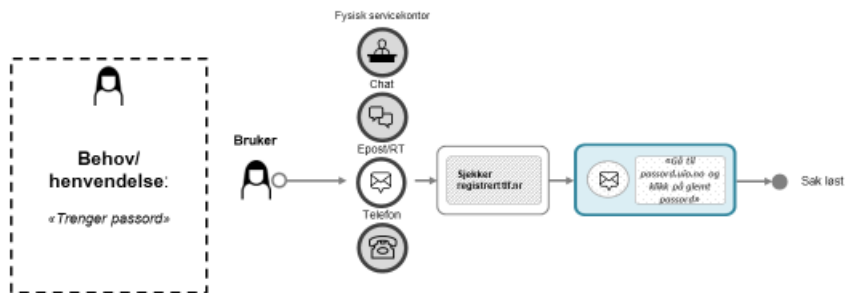 Fysisk servicekontor
Chat
Bruker
Epost/RT
Behov/
henvendelse:
«Trenger passord»
Telefon
Sjekker
registrert tlf.nr
«Gå til
passord.uio.no og
klikk på glemt
passord»
Sak løst